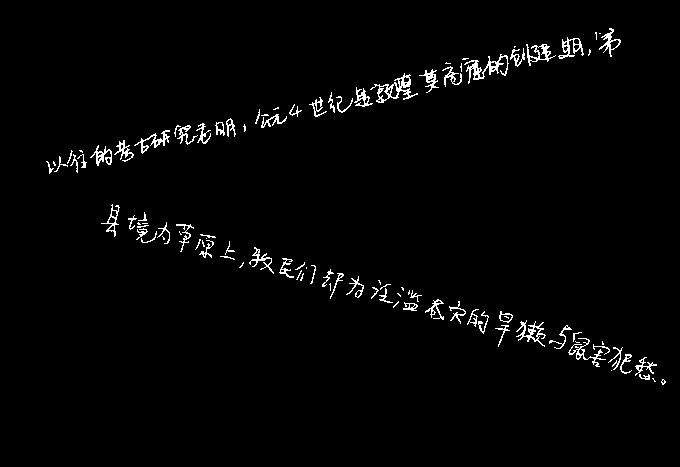 以往的考古研究表明，公元4世纪是敦煌莫高窟的创建期，第
县境内草原上，牧民们却为泛滥成灾的旱獭与鼠害犯愁。